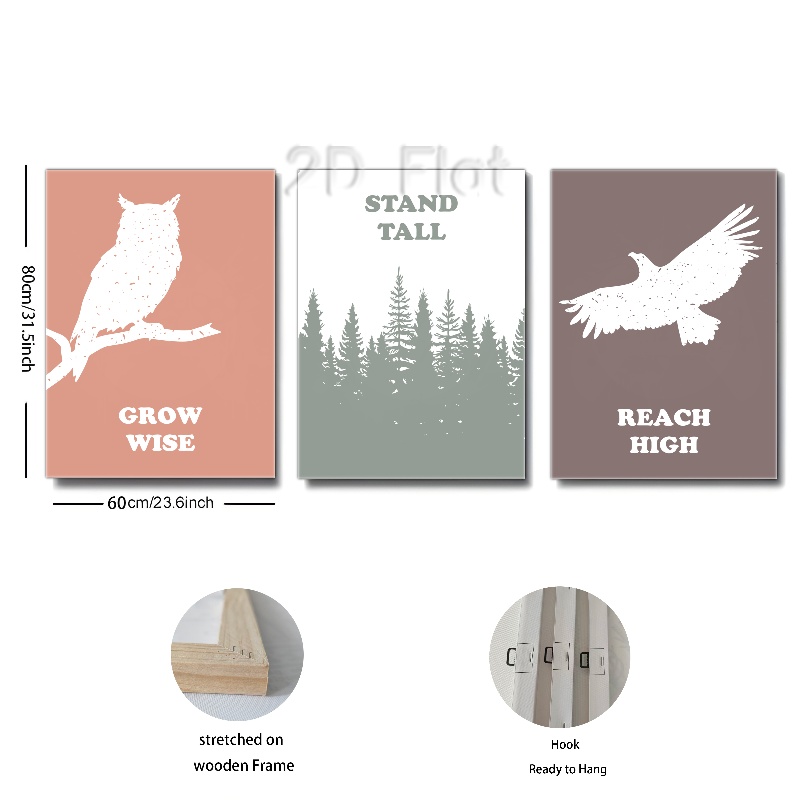 2D Flat
STAND
TALL
GROW
WISE
REACH
HIGH
80cm/31.5inch
60cm/23.6inch
stretched on
wooden Frame
Hook
Ready to Hang